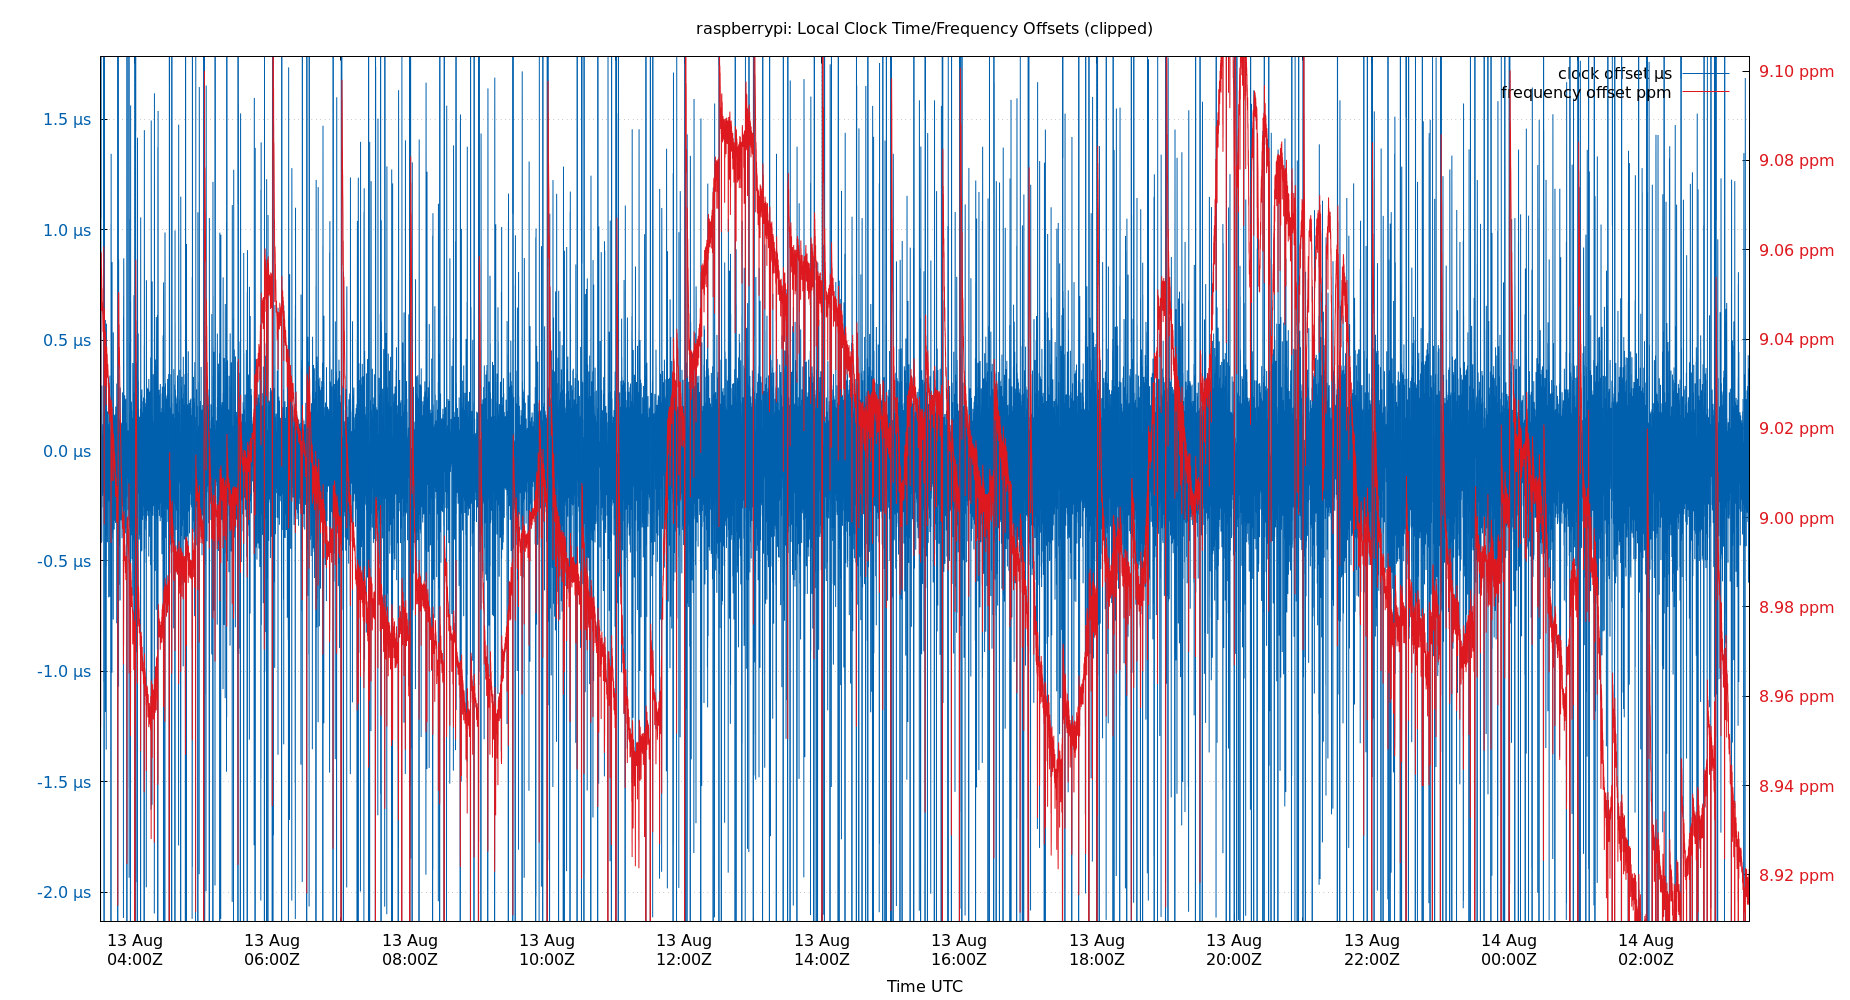 raspberrypi: Local Clock Time/Frequency Offsets (clipped)
clock offset µs
frequency offset ppm
1.5 µs
1.0 µs
0.5 µs
0.0 µs
-0.5 µs
-1.0 µs
-1.5 µs
-2.0 µs
9.10 ppm
9.08 ppm
9.06 ppm
9.04 ppm
9.02 ppm
9.00 ppm
8.98 ppm
8.96 ppm
8.94 ppm
8.92 ppm
13 Aug 13 Aug 13 Aug 13 Aug 13 Aug 13 Aug 13 Aug 13 Aug 13 Aug 13 Aug 14 Aug 14 Aug
04:00Z 06:00Z 08:00Z 10:00Z 12:00Z 14:00Z 16:00Z 18:00Z 20:00Z 22:00Z 00:00Z 02:00Z
Time UTC